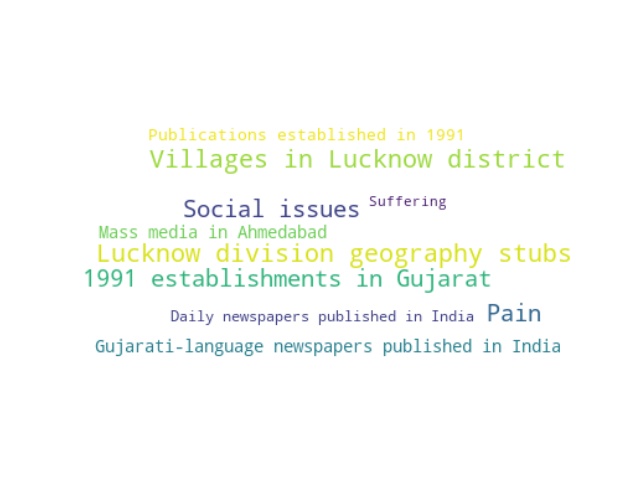 Publications established in 1991
Villages in Lucknow district
Social issues Suffering
Mass media in Ahmedabad
Lucknow division geography stubs
1991 establishments in Gujarat
Daily newspapers published in India Pain
Gujarati-language newspapers published in India